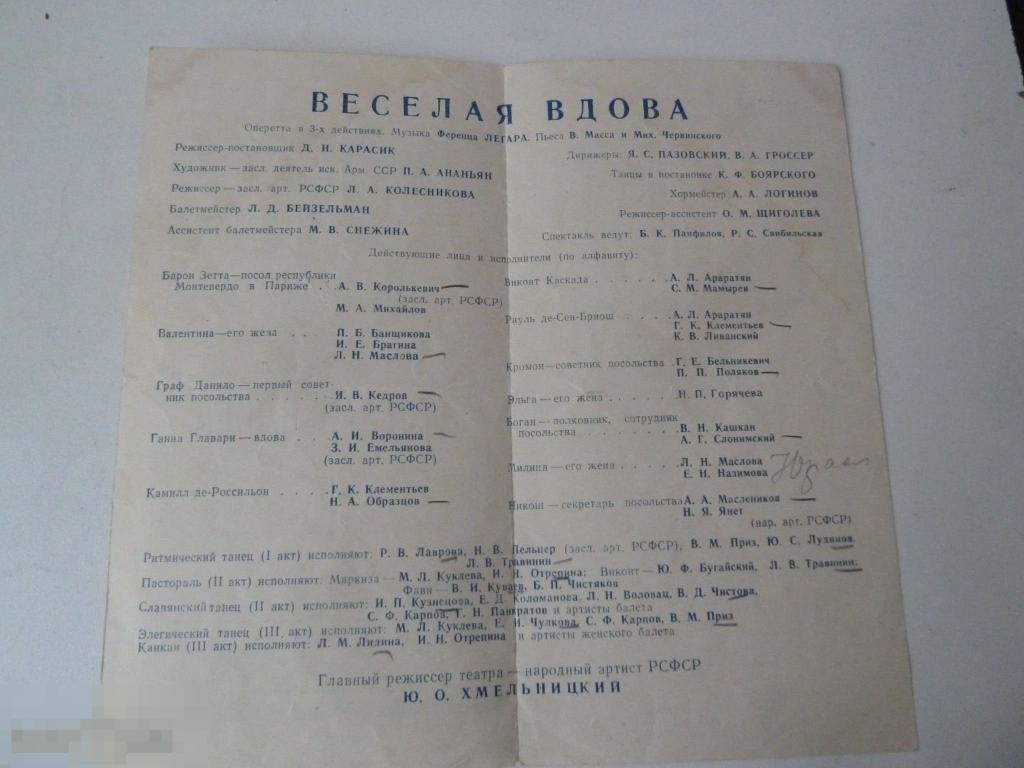 ВЕСЕЛАЯ ВДОВА
Оперетта в 3-х действиях. Музыка Ференца ЛЕГАРА. Пьеса В. Масса и Мих. Червинского
Режиссер-постановщик Д. И. КАРАСИК
Художник — засл. деятель иск. Арм. ССР П. А. АНАНЬЯН
Режиссер — засл. арт. РСФСР Л. А. КОЛЕСНИКОВА
Балетмейстер Л. Д. БЕЙЗЕЛЬМАН
Ассистент балетмейстера М. В. СНЕЖИНА
Дирижеры: Я. С. ПАЗОВСКИЙ, В. А. ГРОССЕР
Танцы в постановке К. Ф. БОЯРСКОГО
Хормейстер А. А. ЛОГИНОВ
Режиссер-ассистент О. М. ЩИГОЛЕВА
Спектакль ведут: Б. К. Панфилов, Р. С. Свибильская
Действующие лица и исполнители (по алфавиту):
Барон Зетта—посол республики
Монтевердо в Париже . . А. В. Королькевич
(засл. арт. РСФСР)
М. А. Михайлов
Валентина—его жена . . . П. Б. Банщикова
И. Е. Брагина
Л. Н. Маслова
Граф Данило — первый совет-
ник посольства . . . . . . И. В. Кедров
(засл. арт. РСФСР)
Ганна Главари — вдова . . . А. И. Воронина
З. И. Емельянова
(засл. арт. РСФСР)
Камилл де-Россильон . . . . Г. К. Клементьев
Н. А. Образцов
Виконт Каскада . . . . . А. Л. Араратян
С. М. Мамырев
Рауль де-Сен-Бриош . . . . А. Л. Араратян
Г. К. Клементьев
К. В. Ливанский
Кромон—советник посольства . Г. Е. Бельникевич
П. П. Поляков
Эльга — его жена . . . . . Н. П. Горячева
Боган — полковник, сотрудник
посольства . . . . . . . В. Н. Кашкан
А. Г. Слонимский
Милица — его жена . . . . Л. Н. Маслова
Е. Н. Назимова
Никош—секретарь посольства А. А. Маслеников
Н. Я. Янет
(нар. арт. РСФСР)
Ритмический танец (I акт) исполняют: Р. В. Лаврова, Н. В. Пельцер (засл. арт. РСФСР), В. М. Приз, Ю. С. Лудинов,
Л. В. Травинин
Пастораль (II акт) исполняют: Маркиза — М. Л. Куклева, И. Н. Отрепина; Виконт — Ю. Ф. Бугайский, Л. В. Травинин;
Фавн — В. И. Куваев, Б. П. Чистяков
Славянский танец (II акт) исполняют: И. П. Кузнецова, Е. Д. Коломанова, Л. Н. Воловац, В. Д. Чистова,
С. Ф. Карпов, Г. Н. Панкратов и артисты балета
Элегический танец (III акт) исполняют: М. Л. Куклева, Е. И. Чулкова, С. Ф. Карпов, В. М. Приз
Канкан (III акт) исполняют: Л. М. Лилина, И. Н. Отрепина и артисты женского балета
Главный режиссер театра — народный артист РСФСР
Ю. О. ХМЕЛЬНИЦКИЙ